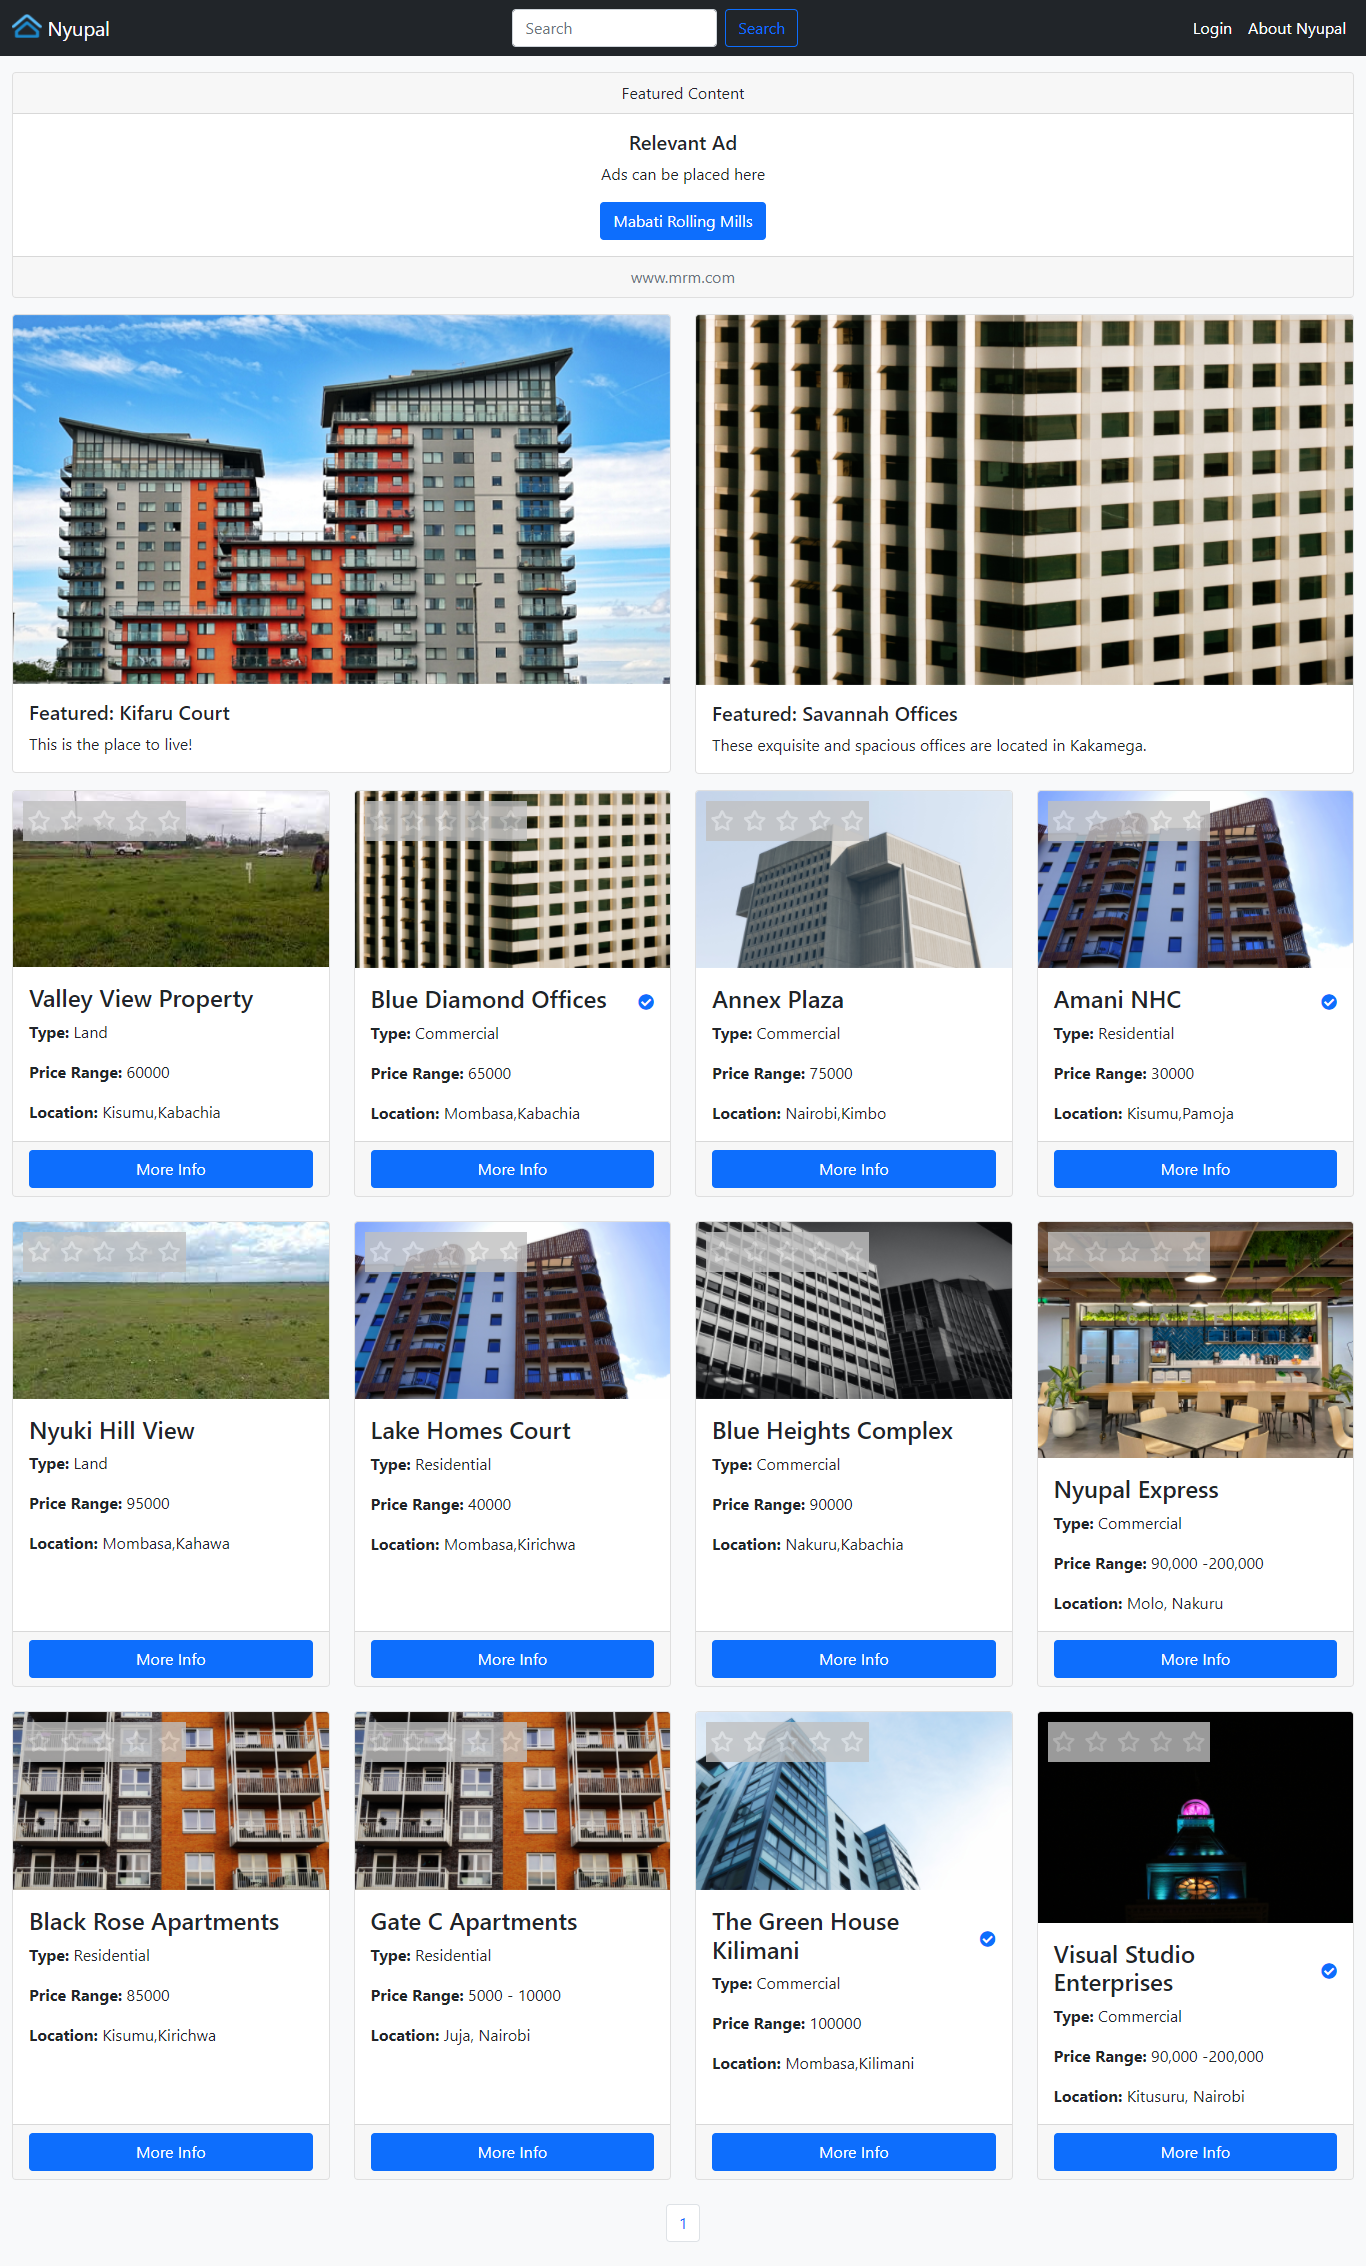 Nyupal
Search
Search
Login
About Nyupal
Featured Content
Relevant Ad
Ads can be placed here
Mabati Rolling Mills
www.mrm.com
Featured: Kifaru Court
This is the place to live!
Featured: Savannah Offices
These exquisite and spacious offices are located in Kakamega.
Valley View Property
Type: Land
Price Range: 60000
Location: Kisumu,Kabachia
More Info
Blue Diamond Offices
Type: Commercial
Price Range: 65000
Location: Mombasa,Kabachia
More Info
Annex Plaza
Type: Commercial
Price Range: 75000
Location: Nairobi,Kimbo
More Info
Amani NHC
Type: Residential
Price Range: 30000
Location: Kisumu,Pamoja
More Info
Nyuki Hill View
Type: Land
Price Range: 95000
Location: Mombasa,Kahawa
More Info
Lake Homes Court
Type: Residential
Price Range: 40000
Location: Mombasa,Kirichwa
More Info
Blue Heights Complex
Type: Commercial
Price Range: 90000
Location: Nakuru,Kabachia
More Info
Nyupal Express
Type: Commercial
Price Range: 90,000 -200,000
Location: Molo, Nakuru
More Info
Black Rose Apartments
Type: Residential
Price Range: 85000
Location: Kisumu,Kirichwa
More Info
Gate C Apartments
Type: Residential
Price Range: 5000 - 10000
Location: Juja, Nairobi
More Info
The Green House
Kilimani
Type: Commercial
Price Range: 100000
Location: Mombasa,Kilimani
More Info
Visual Studio
Enterprises
Type: Commercial
Price Range: 90,000 -200,000
Location: Kitusuru, Nairobi
More Info
1